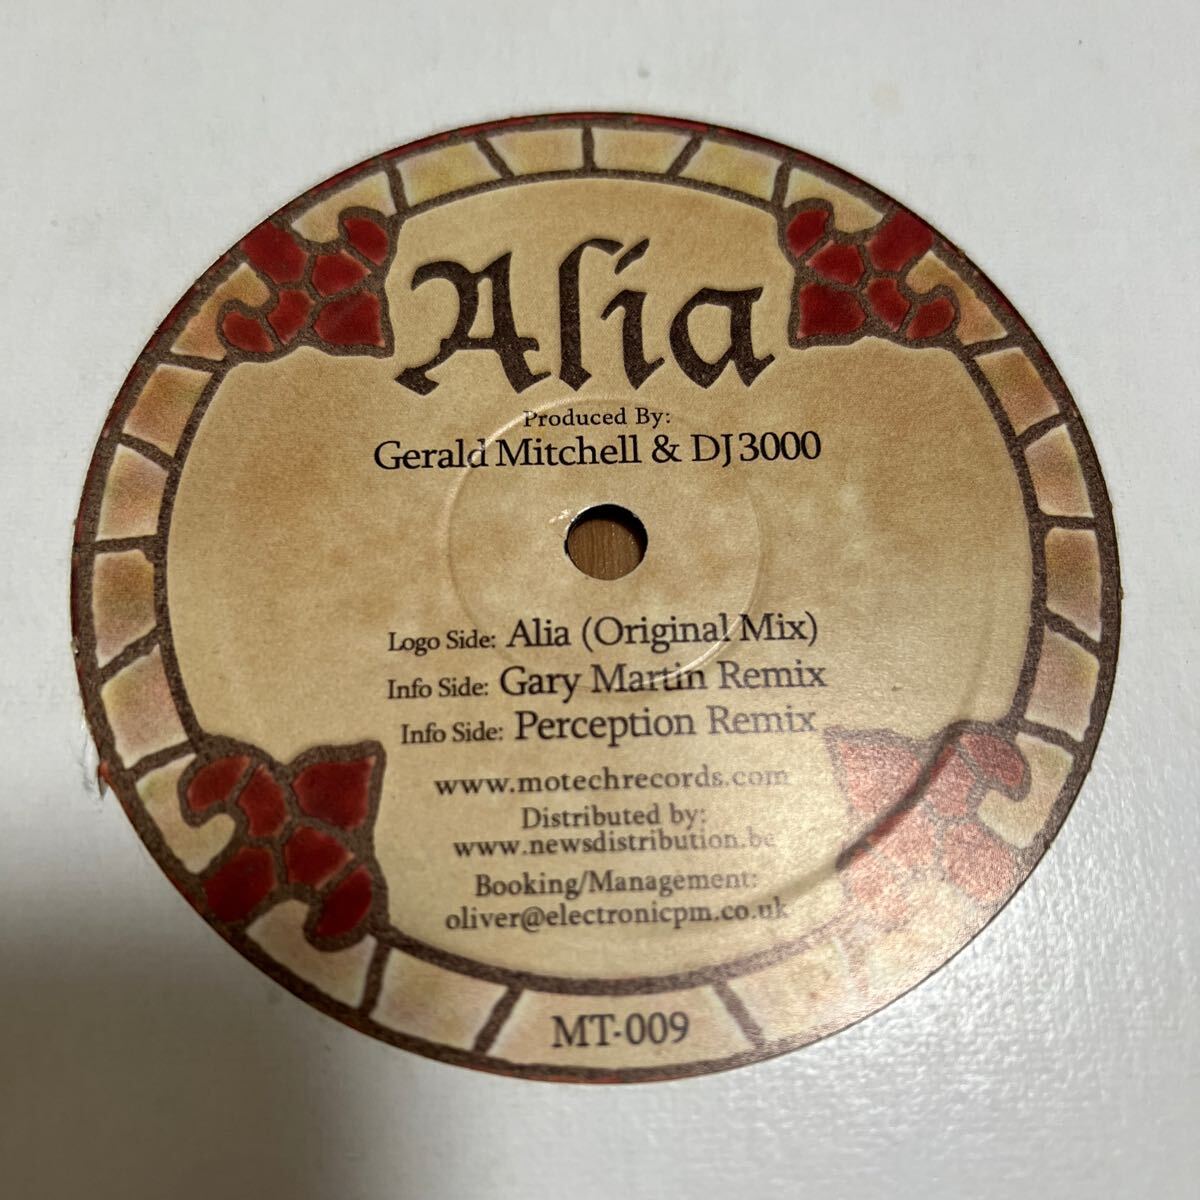 Alia
Produced By:
Gerald Mitchell & DJ 3000
Logo Side: Alia (Original Mix)
Info Side: Gary Martin Remix
Info Side: Perception Remix
www.motechrecords.com
Distributed by:
www.newsdistribution.be
Booking/Management:
oliver@electronicpm.co.uk
MT-009